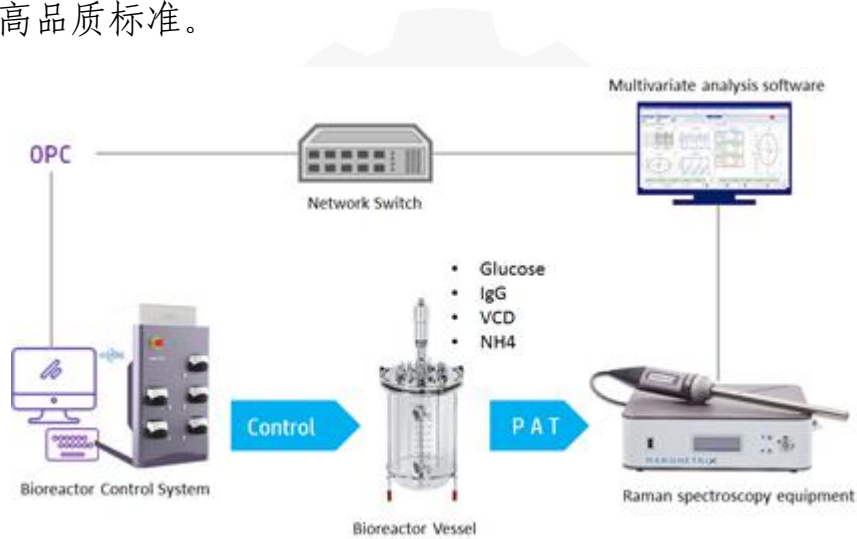 高品质标准。
Multivariate analysis software
OPC
Network Switch
• Glucose
• IgG
• VCD
• NH4
Control
P A T
Bioreactor Control System
Raman spectroscopy equipment
Bioreactor Vessel